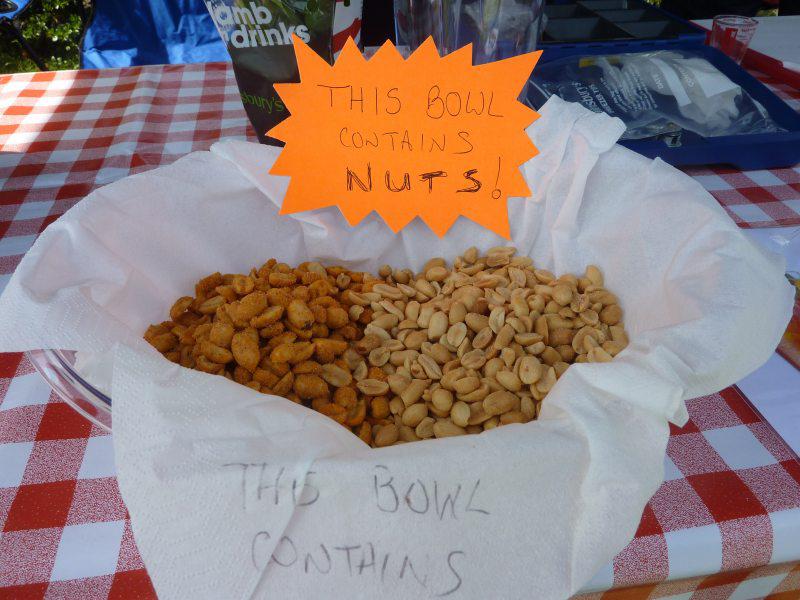 lamb
drinks
THIS BOWL
CONTAINS
NUTS!
THIS BOWL
CONTAINS